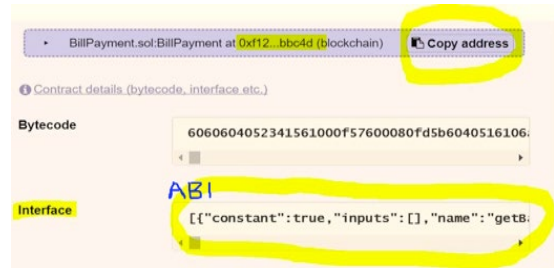 BillPayment.sol:BillPayment at 0xf12...bbc4d (blockchain) Copy address
Contract details (bytecode, interface etc.)
Bytecode
6060604052341561000f57600080fd5b6040516106
ABI
Interface
[{"constant":true,"inputs":[],"name":"getBa